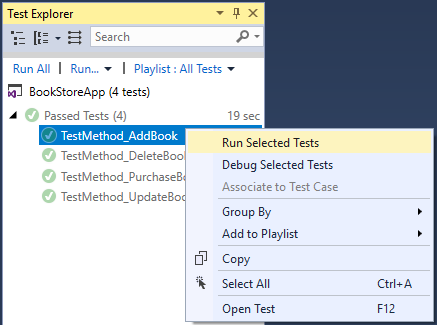 Test Explorer
Search
Run All | Run... Playlist : All Tests
BookStoreApp (4 tests)
Passed Tests (4) 19 sec
TestMethod_AddBook
Run Selected Tests
TestMethod_DeleteBook
Debug Selected Tests
TestMethod_PurchaseBo
Associate to Test Case
TestMethod_UpdateBook
Group By
Add to Playlist
Copy
Select All Ctrl+A
Open Test F12